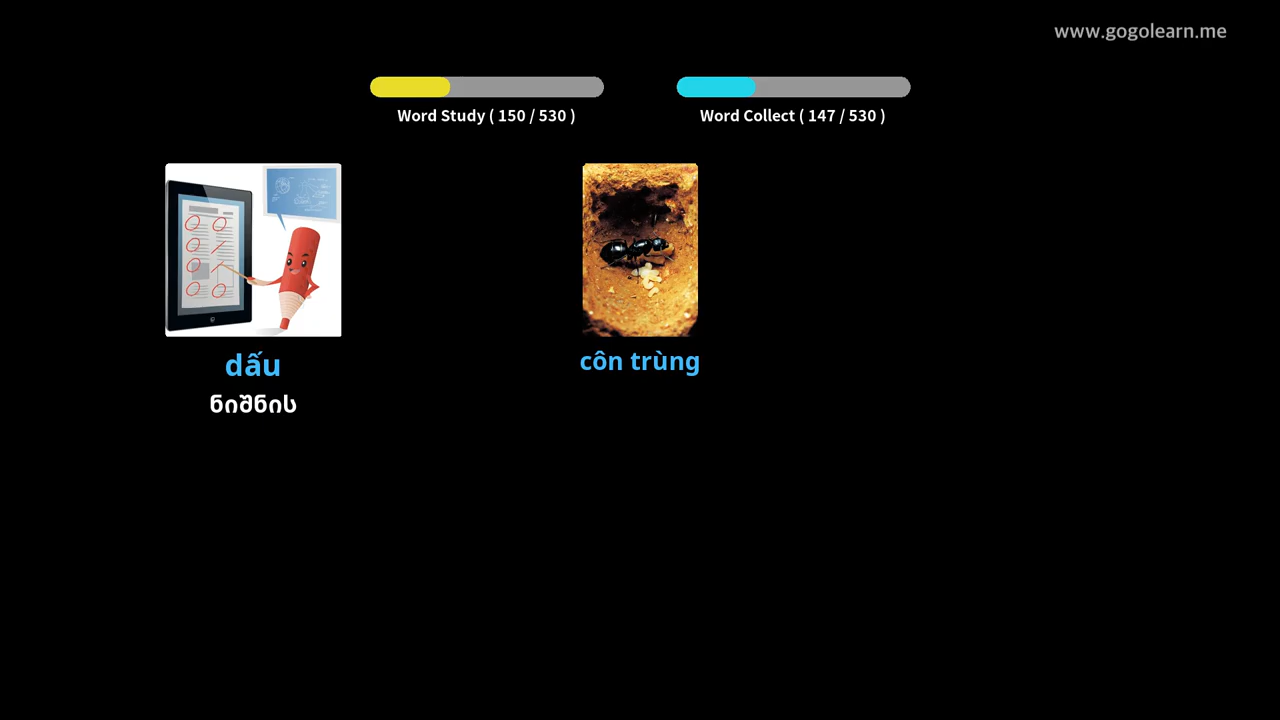 www.gogolearn.me
Word Study ( 150 / 530 )
Word Collect ( 147 / 530 )
dấu
ნიშნის
côn trùng